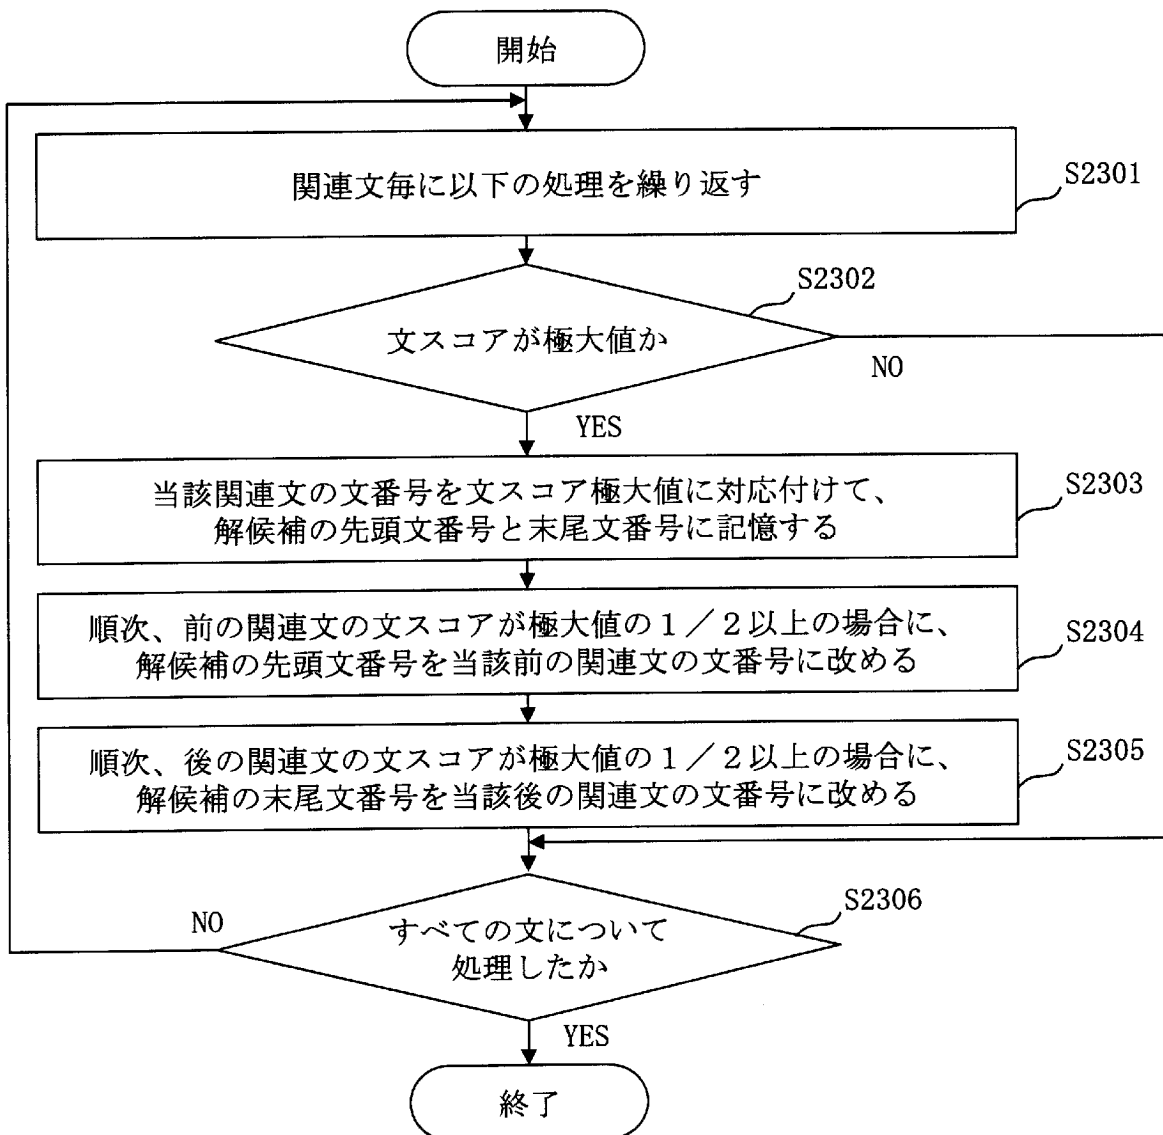 開始
関連文毎に以下の処理を繰り返す
S2301
S2302
文スコアが極大値か
NO
YES
当該関連文の文番号を文スコア極大値に対応付けて、
解候補の先頭文番号と末尾文番号に記憶する
S2303
順次、前の関連文の文スコアが極大値の１／２以上の場合に、
解候補の先頭文番号を当該前の関連文の文番号に改める
S2304
順次、後の関連文の文スコアが極大値の１／２以上の場合に、
解候補の末尾文番号を当該後の関連文の文番号に改める
S2305
S2306
NO
すべての文について
処理したか
YES
終了